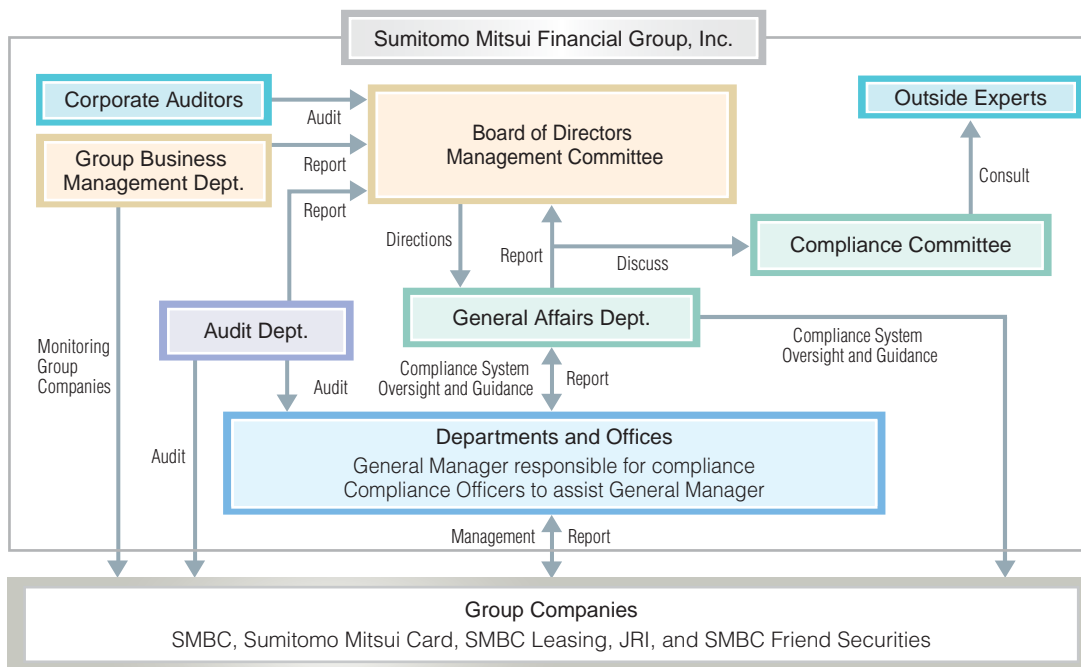 Sumitomo Mitsui Financial Group, Inc.
Corporate Auditors
Audit
Board of Directors
Management Committee
Outside Experts
Group Business
Management Dept.
Report
Report
Consult
Directions
Report
Discuss
Compliance Committee
Audit Dept.
General Affairs Dept.
Monitoring
Group
Companies
Audit
Compliance System
Oversight and Guidance
Report
Compliance System
Oversight and Guidance
Audit
Departments and Offices
General Manager responsible for compliance
Compliance Officers to assist General Manager
Management
Report
Group Companies
SMBC, Sumitomo Mitsui Card, SMBC Leasing, JRI, and SMBC Friend Securities